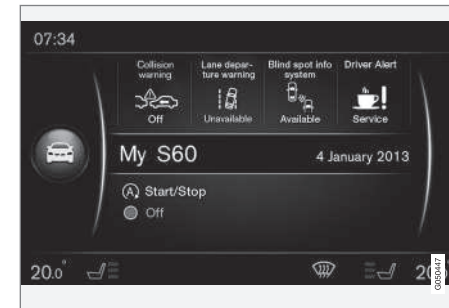 07:34
Collision warning
Off
Lane depar-
ture warning
Unavailable
Blind spot info
system
Available
Driver Alert
Service
My S60
4 January 2013
A Start/Stop
Off
20.0°
20
G050447